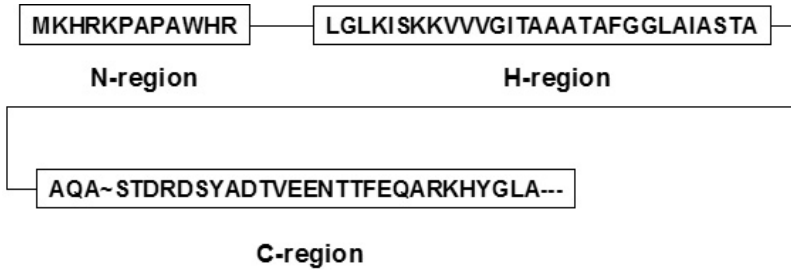 MKHRKPAPAWHR LGLKISKKVVVGITAAATAFGGLAIASTA
N-region H-region
AQA~STDRDSYADTVEENTTFEQARKHYGLA---
C-region